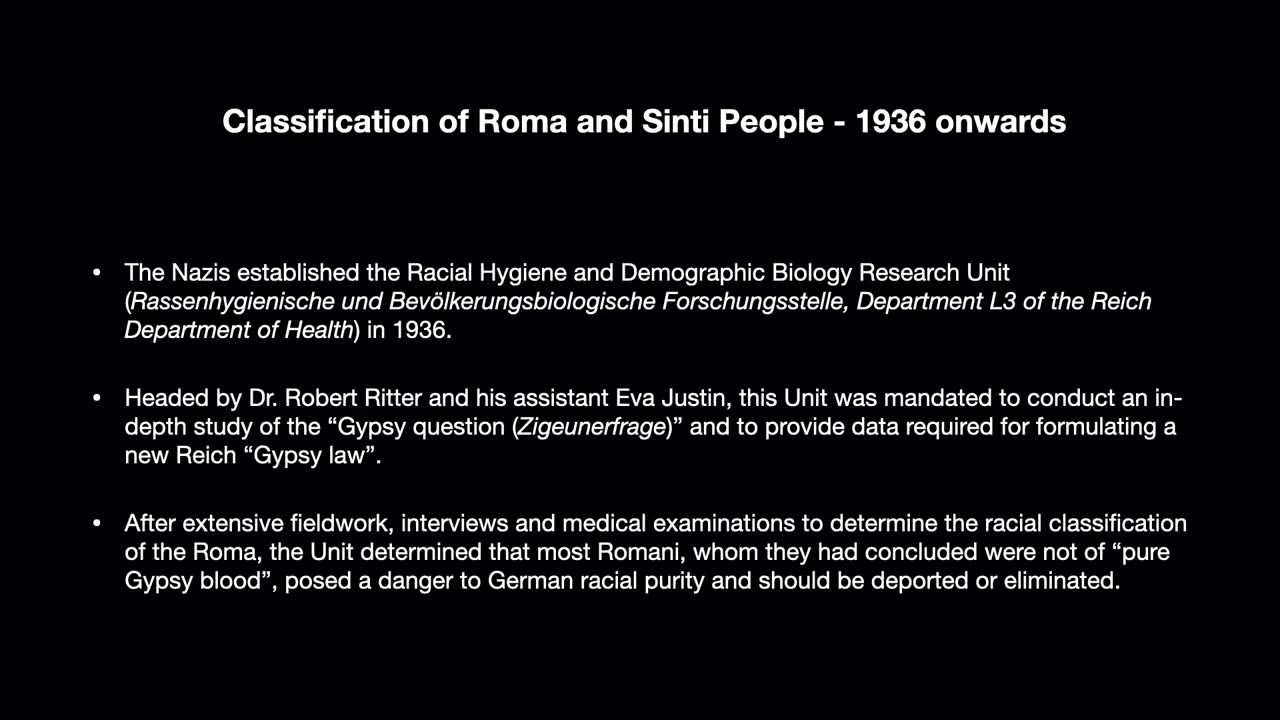 Classification of Roma and Sinti People - 1936 onwards
• The Nazis established the Racial Hygiene and Demographic Biology Research Unit
(Rassenhygienische und Bevölkerungsbiologische Forschungsstelle, Department L3 of the Reich
Department of Health) in 1936.
• Headed by Dr. Robert Ritter and his assistant Eva Justin, this Unit was mandated to conduct an in-
depth study of the “Gypsy question (Zigeunerfrage)” and to provide data required for formulating a
new Reich “Gypsy law”.
• After extensive fieldwork, interviews and medical examinations to determine the racial classification
of the Roma, the Unit determined that most Romani, whom they had concluded were not of “pure
Gypsy blood”, posed a danger to German racial purity and should be deported or eliminated.